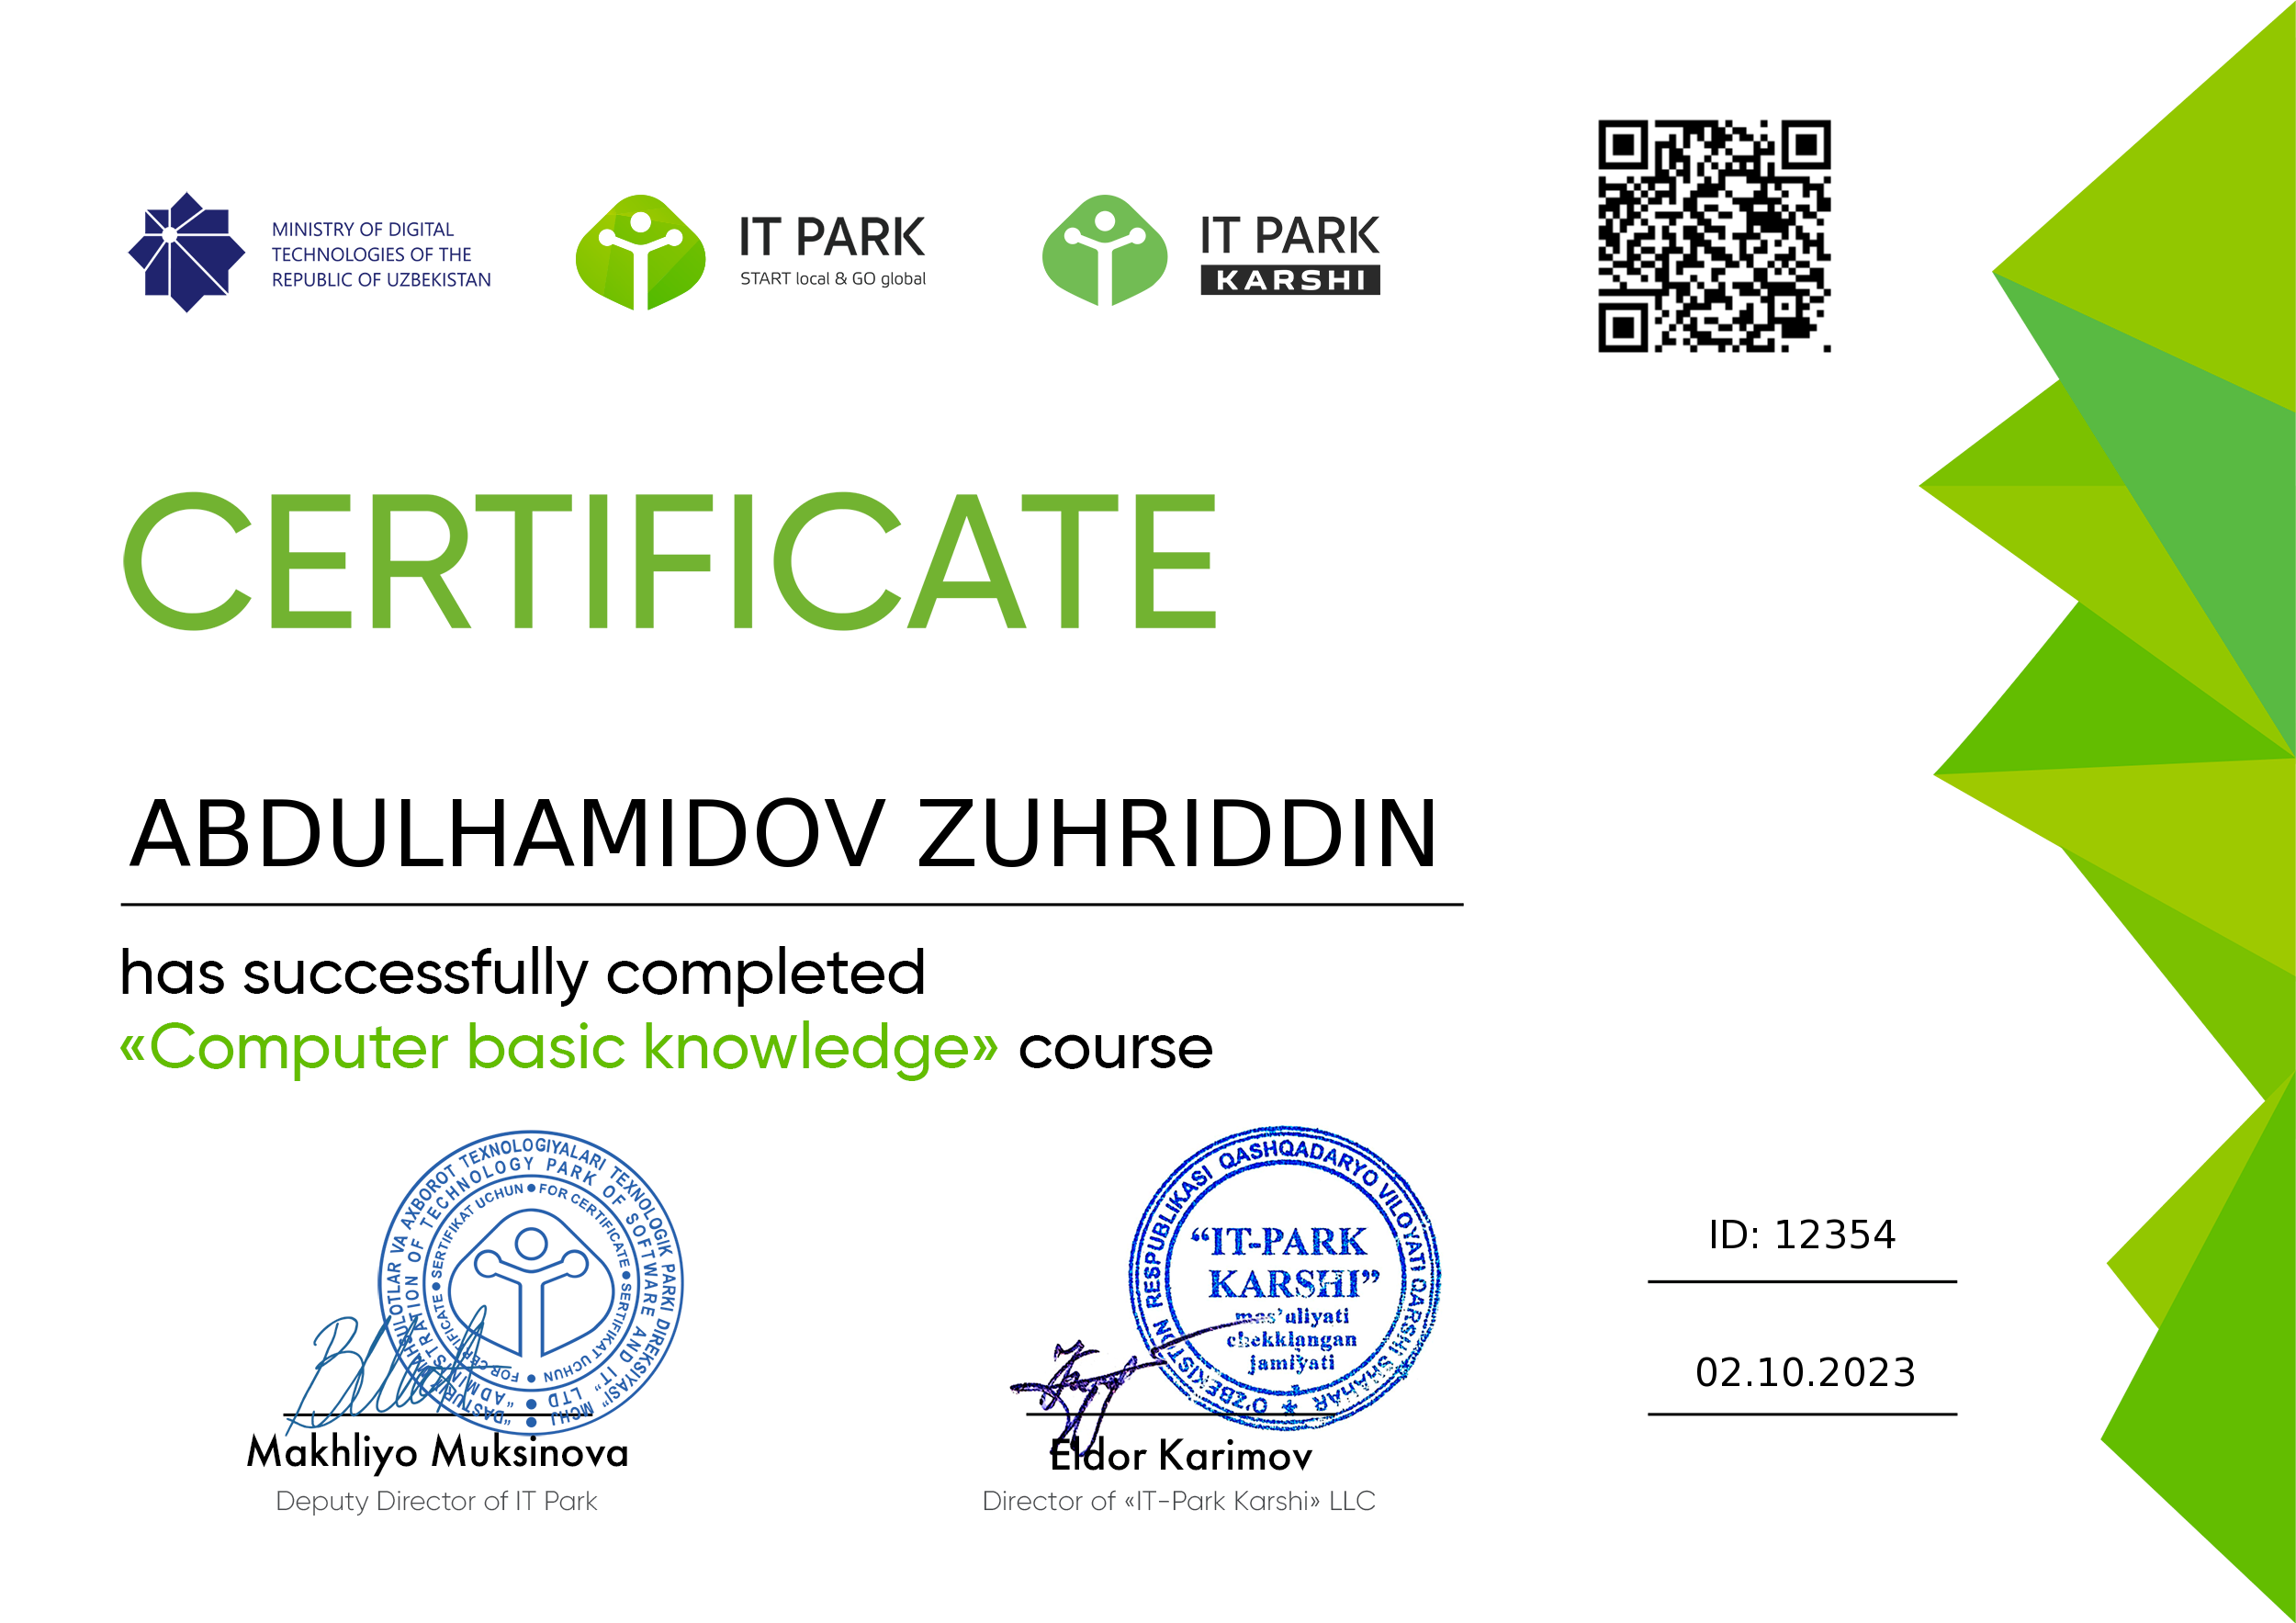 MINISTRY OF DIGITAL
TECHNOLOGIES OF THE
REPUBLIC OF UZBEKISTAN
IT PARK
START local & GO global
IT PARK
KARSHI
CERTIFICATE
ABDULHAMIDOV ZUHRIDDIN
has successfully completed
«Computer basic knowledge» course
"DASTURIY MAHSULOTLAR VA AXBOROT TEXNOLOGIYALARI TEXNOLOGIK PARKI DIREKSIYASI" MCHJ
"ADMINISTRATION OF TECHNOLOGY PARK OF SOFTWARE AND IT" LTD
SERTIFIKAT UCHUN • FOR CERTIFICATE • SERTIFIKAT UCHUN • FOR CERTIFICATE •
O'ZBEKISTON RESPUBLIKASI QASHQADARYO VILOYATI QARSHI SHAHAR
“IT-PARK
KARSHI”
mas’uliyati
chekklangan
jamiyati
ID: 12354
02.10.2023
Makhliyo Muksinova
Deputy Director of IT Park
Eldor Karimov
Director of «IT-Park Karshi» LLC